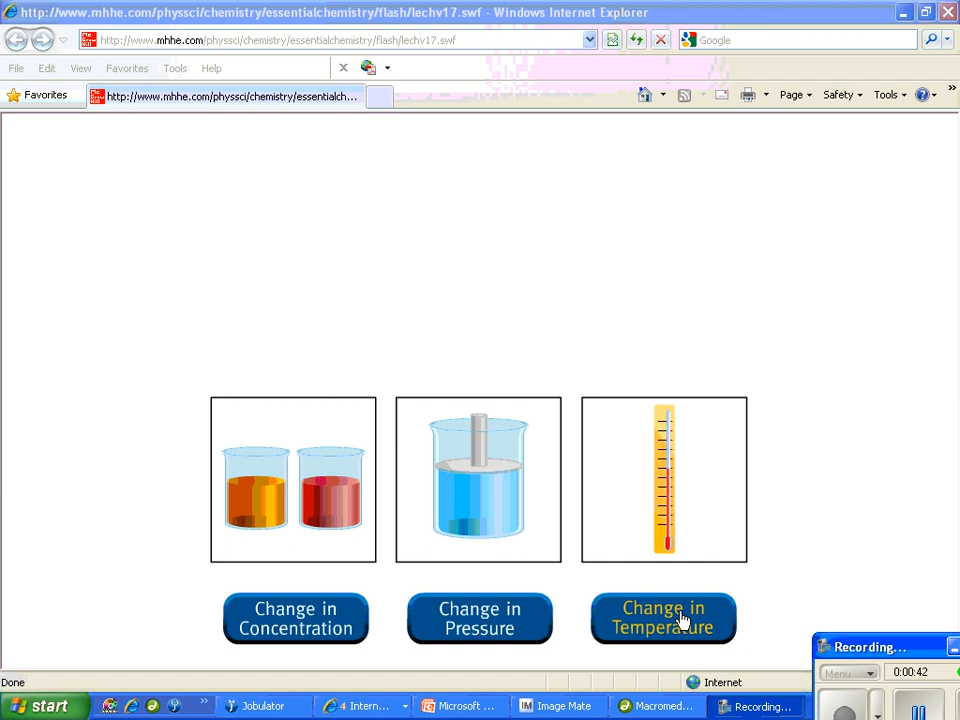 http://www.mhhe.com/physsci/chemistry/essentialchemistry/flash/lechv17.swf - Windows Internet Explorer
http://www.mhhe.com/physsci/chemistry/essentialchemistry/flash/lechv17.swf
Google
File Edit View Favorites Tools Help
Favorites
http://www.mhhe.com/physsci/chemistry/essentialch...
Page Safety Tools
Change in
Concentration
Change in
Pressure
Change in
Temperature
Recording...
Menu
0:00:42
Done
Internet
start
Jobulator
4 Intern...
Microsoft ...
Image Mate
Macromed...
Recording...